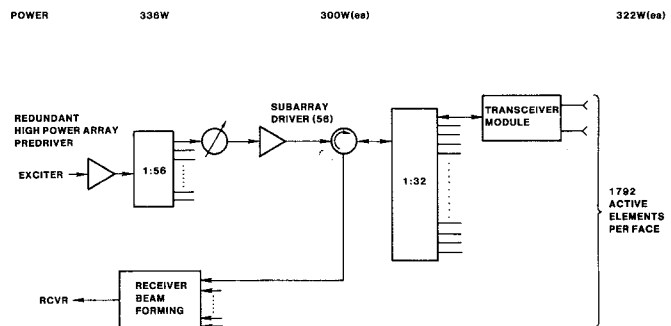 POWER 336W 300W(ea) 322W(ea)
REDUNDANT
HIGH POWER ARRAY
PREDRIVER
SUBARRAY
DRIVER (56)
TRANSCEIVER
MODULE
EXCITER
1:56
1:32
1792
ACTIVE
ELEMENTS
PER FACE
RCVR
RECEIVER
BEAM
FORMING